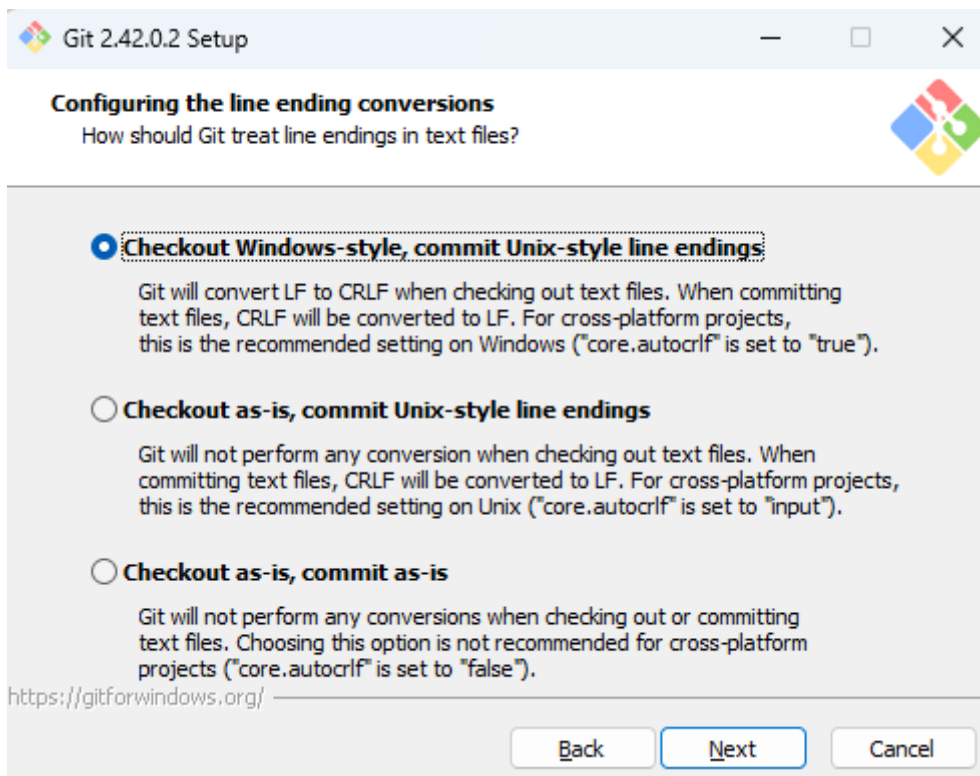 Git 2.42.0.2 Setup
Configuring the line ending conversions
How should Git treat line endings in text files?
Checkout Windows-style, commit Unix-style line endings
Git will convert LF to CRLF when checking out text files. When committing
text files, CRLF will be converted to LF. For cross-platform projects,
this is the recommended setting on Windows ("core.autocrlf" is set to "true").
Checkout as-is, commit Unix-style line endings
Git will not perform any conversion when checking out text files. When
committing text files, CRLF will be converted to LF. For cross-platform projects,
this is the recommended setting on Unix ("core.autocrlf" is set to "input").
Checkout as-is, commit as-is
Git will not perform any conversions when checking out or committing
text files. Choosing this option is not recommended for cross-platform
projects ("core.autocrlf" is set to "false").
https://gitforwindows.org/
Back Next Cancel